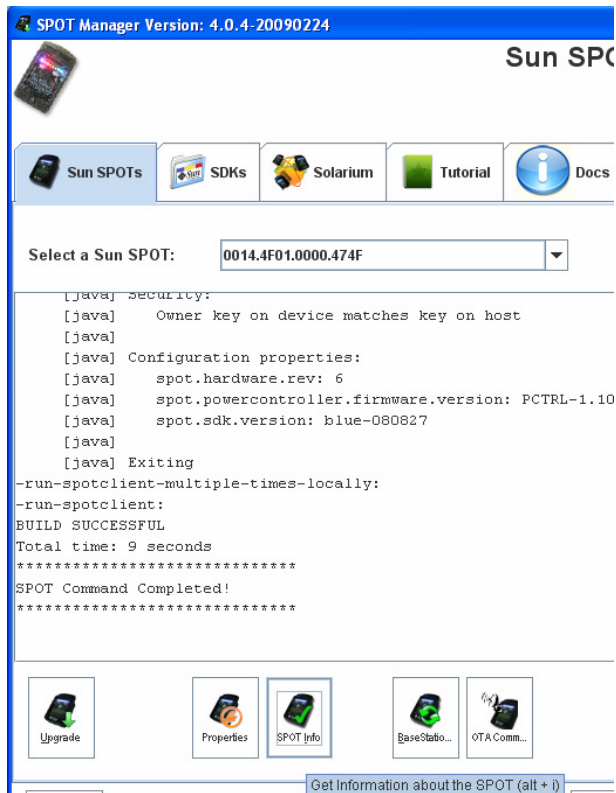 SPOT Manager Version: 4.0.4-20090224
Sun SPO
Sun SPOTs
SDKs
Solarium
Tutorial
Docs
Select a Sun SPOT:
0014.4F01.0000.474F
[java] Security:
[java] Owner key on device matches key on host
[java]
[java] Configuration properties:
[java] spot.hardware.rev: 6
[java] spot.powercontroller.firmware.version: PCTRL-1.10
[java] spot.sdk.version: blue-080827
[java]
[java] Exiting
-run-spotclient-multiple-times-locally:
-run-spotclient:
BUILD SUCCESSFUL
Total time: 9 seconds
******************************
SPOT Command Completed!
******************************
Upgrade
Properties
SPOT Info
BaseStatio...
OTA Comm...
Get Information about the SPOT (alt + i)